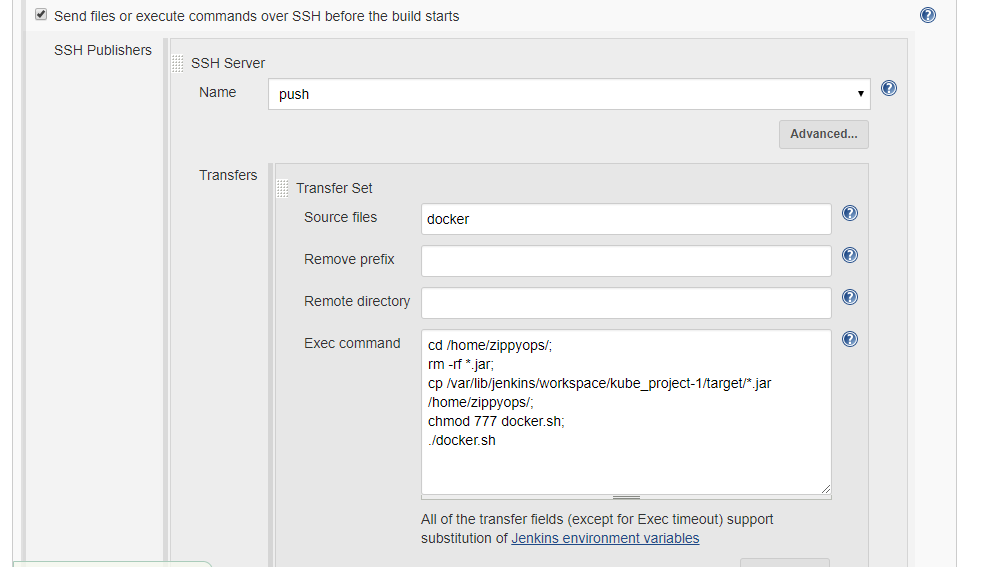 Send files or execute commands over SSH before the build starts
SSH Publishers
SSH Server
Name
push
Advanced...
Transfers
Transfer Set
Source files
docker
Remove prefix
Remote directory
Exec command
cd /home/zippyops/;
rm -rf *.jar;
cp /var/lib/jenkins/workspace/kube_project-1/target/*.jar
/home/zippyops/;
chmod 777 docker.sh;
./docker.sh
All of the transfer fields (except for Exec timeout) support
substitution of Jenkins environment variables